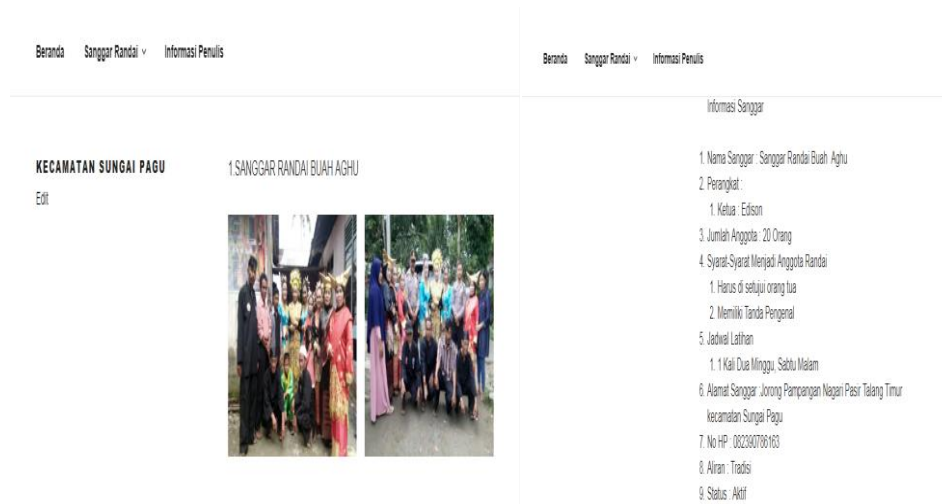 Beranda Sanggar Randai Informasi Penulis
KECAMATAN SUNGAI PAGU
Edit
1.SANGGAR RANDAI BUAH AGHU
Beranda Sanggar Randai Informasi Penulis
Informasi Sanggar
1. Nama Sanggar : Sanggar Randai Buah Aghu
2. Perangkat :
1. Ketua : Edison
3. Jumlah Anggota : 20 Orang
4. Syarat-Syarat Menjadi Anggota Randai
1. Harus di setujui orang tua
2. Memiliki Tanda Pengenal
5. Jadwal Latihan
1. 1 Kali Dua Minggu, Sabtu Malam
6. Alamat Sanggar :Jorong Pampangan Nagari Pasir Talang Timur
kecamatan Sungai Pagu
7. No HP : 082390786163
8. Aliran : Tradisi
9. Status : Aktif